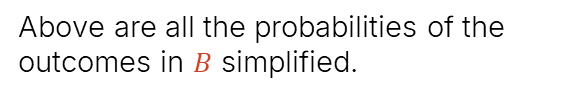 Above are all the probabilities of the
outcomes in B simplified.